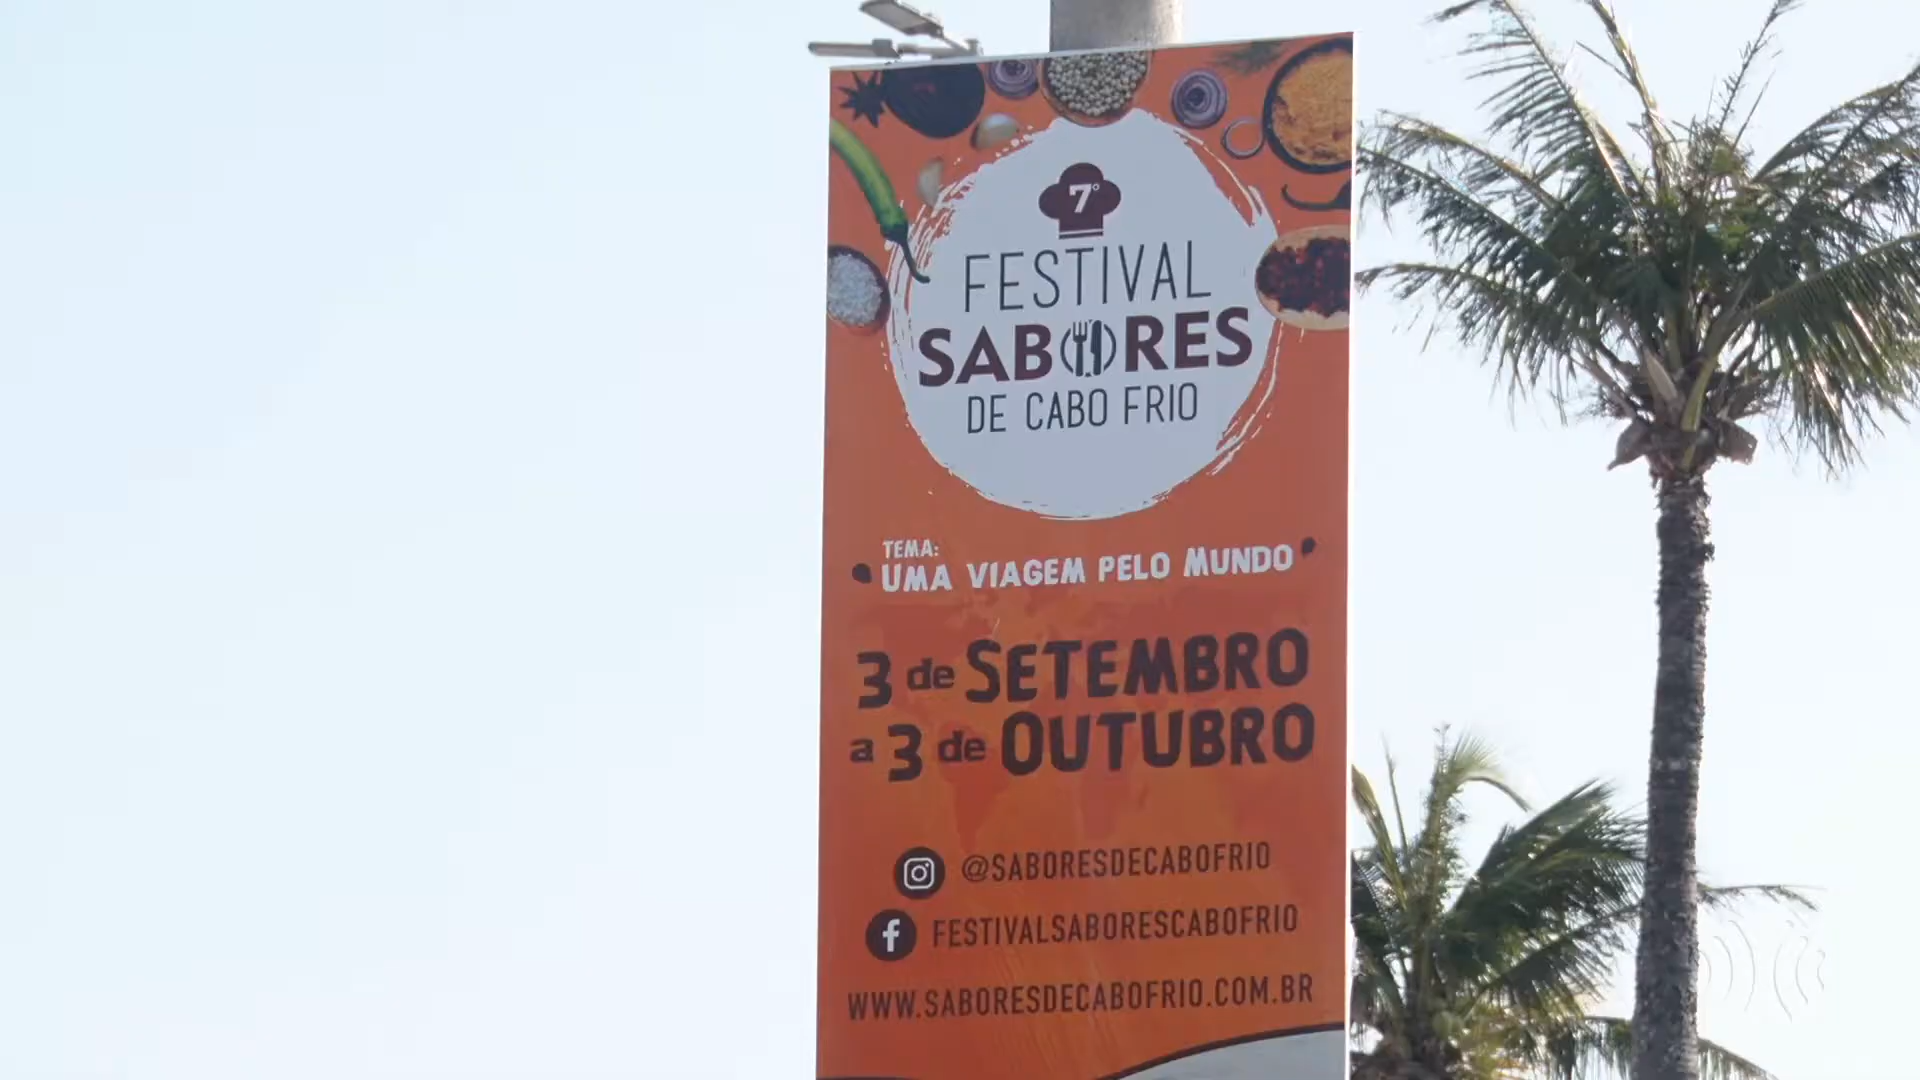 7º
FESTIVAL
SABORES
DE CABO FRIO
TEMA:
UMA VIAGEM PELO MUNDO
3 de SETEMBRO
a 3 de OUTUBRO
@SABORESDECABOFRIO
f FESTIVALSABORESCABOFRIO
WWW.SABORESDECABOFRIO.COM.BR